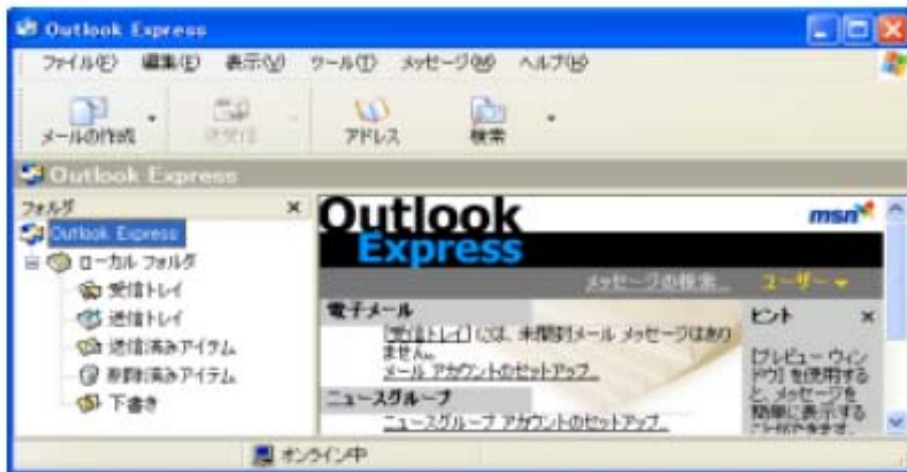 Outlook Express
ファイル(F) 編集(E) 表示(V) ツール(T) メッセージ(M) ヘルプ(H)
メールの作成 送受信 アドレス 検索
Outlook Express
フォルダ
Outlook Express
ローカル フォルダ
受信トレイ
送信トレイ
送信済みアイテム
削除済みアイテム
下書き
Outlook
Express
msn
メッセージの検索... ユーザー
電子メール
[受信トレイ] には、未開封メール メッセージはあり
ません。
メール アカウントのセットアップ...
ニュースグループ
ニュースグループ アカウントのセットアップ...
ヒント
[プレビュー ウィン
ドウ] を使用する
と、メッセージを
簡単に表示する
ことができます。
オンライン中